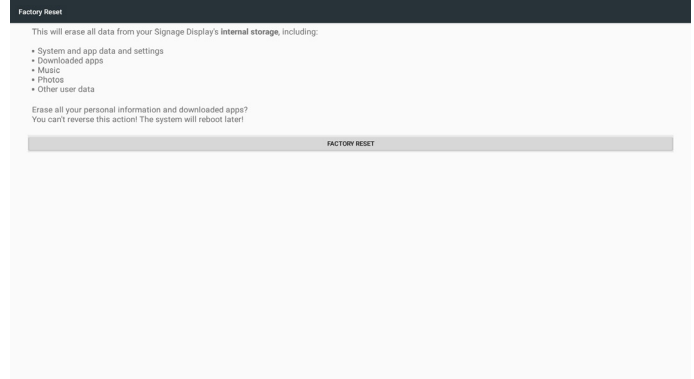 Factory Reset
This will erase all data from your Signage Display's internal storage, including:
▪ System and app data and settings
▪ Downloaded apps
▪ Music
▪ Photos
▪ Other user data
Erase all your personal information and downloaded apps?
You can't reverse this action! The system will reboot later!
FACTORY RESET